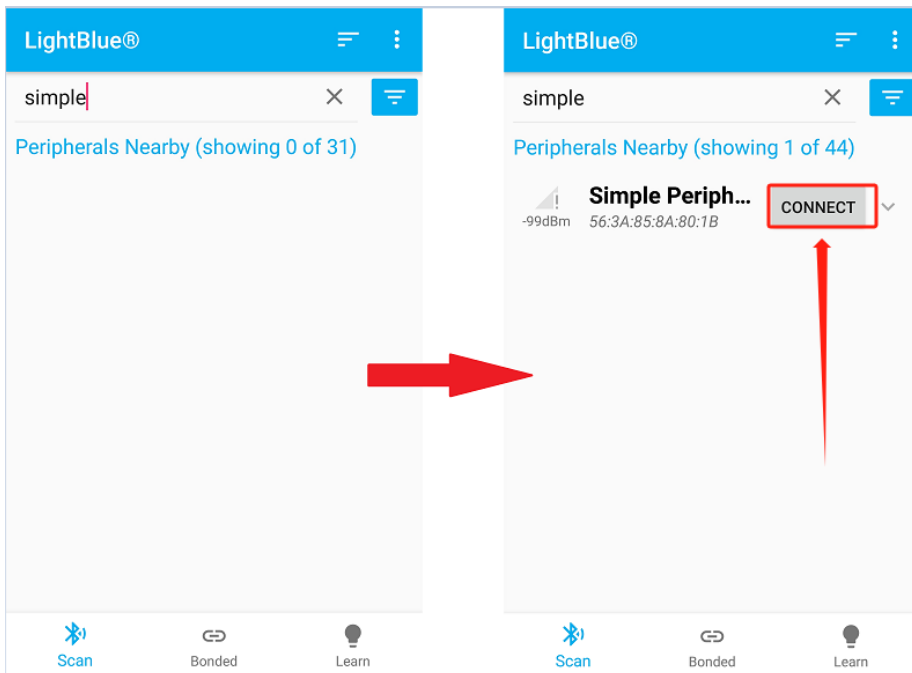 LightBlue®
simple
Peripherals Nearby (showing 0 of 31)
Scan
Bonded
Learn
LightBlue®
simple
Peripherals Nearby (showing 1 of 44)
Simple Periph...
CONNECT
-99dBm
56:3A:85:8A:80:1B
Scan
Bonded
Learn